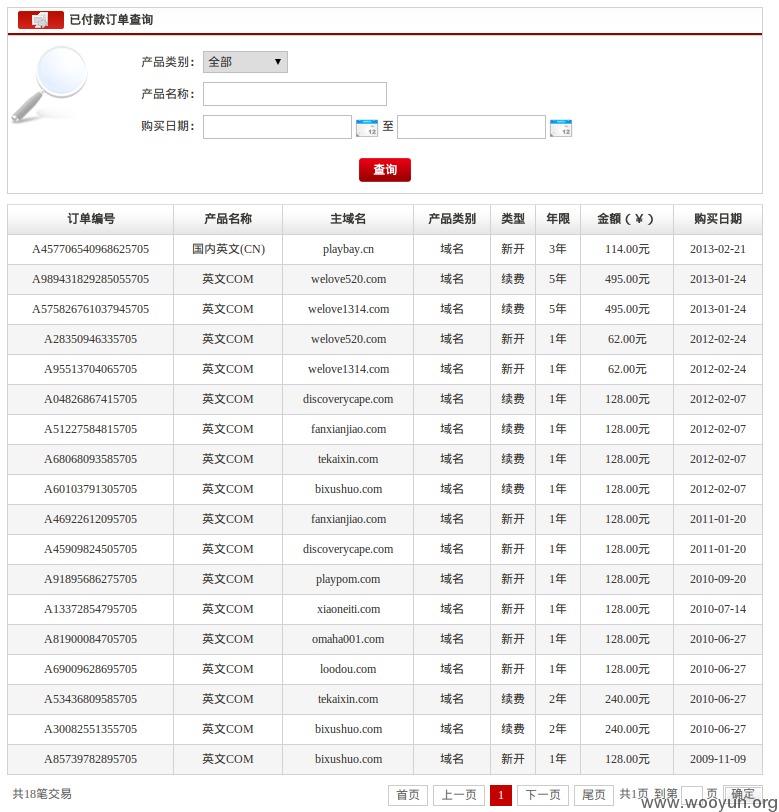 已付款订单查询
产品类别： 全部
产品名称：
购买日期： 至
查询
订单编号 产品名称 主域名 产品类别 类型 年限 金额（￥） 购买日期
A457706540968625705 国内英文(CN) playbay.cn 域名 新开 3年 114.00元 2013-02-21
A989431829285055705 英文COM welove520.com 域名 续费 5年 495.00元 2013-01-24
A575826761037945705 英文COM welove1314.com 域名 续费 5年 495.00元 2013-01-24
A28350946335705 英文COM welove520.com 域名 新开 1年 62.00元 2012-02-24
A95513704065705 英文COM welove1314.com 域名 新开 1年 62.00元 2012-02-24
A04826867415705 英文COM discoverycape.com 域名 续费 1年 128.00元 2012-02-07
A51227584815705 英文COM fanxianjiao.com 域名 续费 1年 128.00元 2012-02-07
A68068093585705 英文COM tekaixin.com 域名 续费 1年 128.00元 2012-02-07
A60103791305705 英文COM bixushuo.com 域名 续费 1年 128.00元 2012-02-07
A46922612095705 英文COM fanxianjiao.com 域名 新开 1年 128.00元 2011-01-20
A45909824505705 英文COM discoverycape.com 域名 新开 1年 128.00元 2011-01-20
A91895686275705 英文COM playpom.com 域名 新开 1年 128.00元 2010-09-20
A13372854795705 英文COM xiaoneiti.com 域名 新开 1年 128.00元 2010-07-14
A81900084705705 英文COM omaha001.com 域名 新开 1年 128.00元 2010-06-27
A69009628695705 英文COM loodou.com 域名 新开 1年 128.00元 2010-06-27
A53436809585705 英文COM tekaixin.com 域名 续费 2年 240.00元 2010-06-27
A30082551355705 英文COM bixushuo.com 域名 续费 2年 240.00元 2010-06-27
A85739782895705 英文COM bixushuo.com 域名 新开 1年 128.00元 2009-11-09
共18笔交易 首页 上一页 1 下一页 尾页 共1页 到第 页 确定
www.wooyun.org